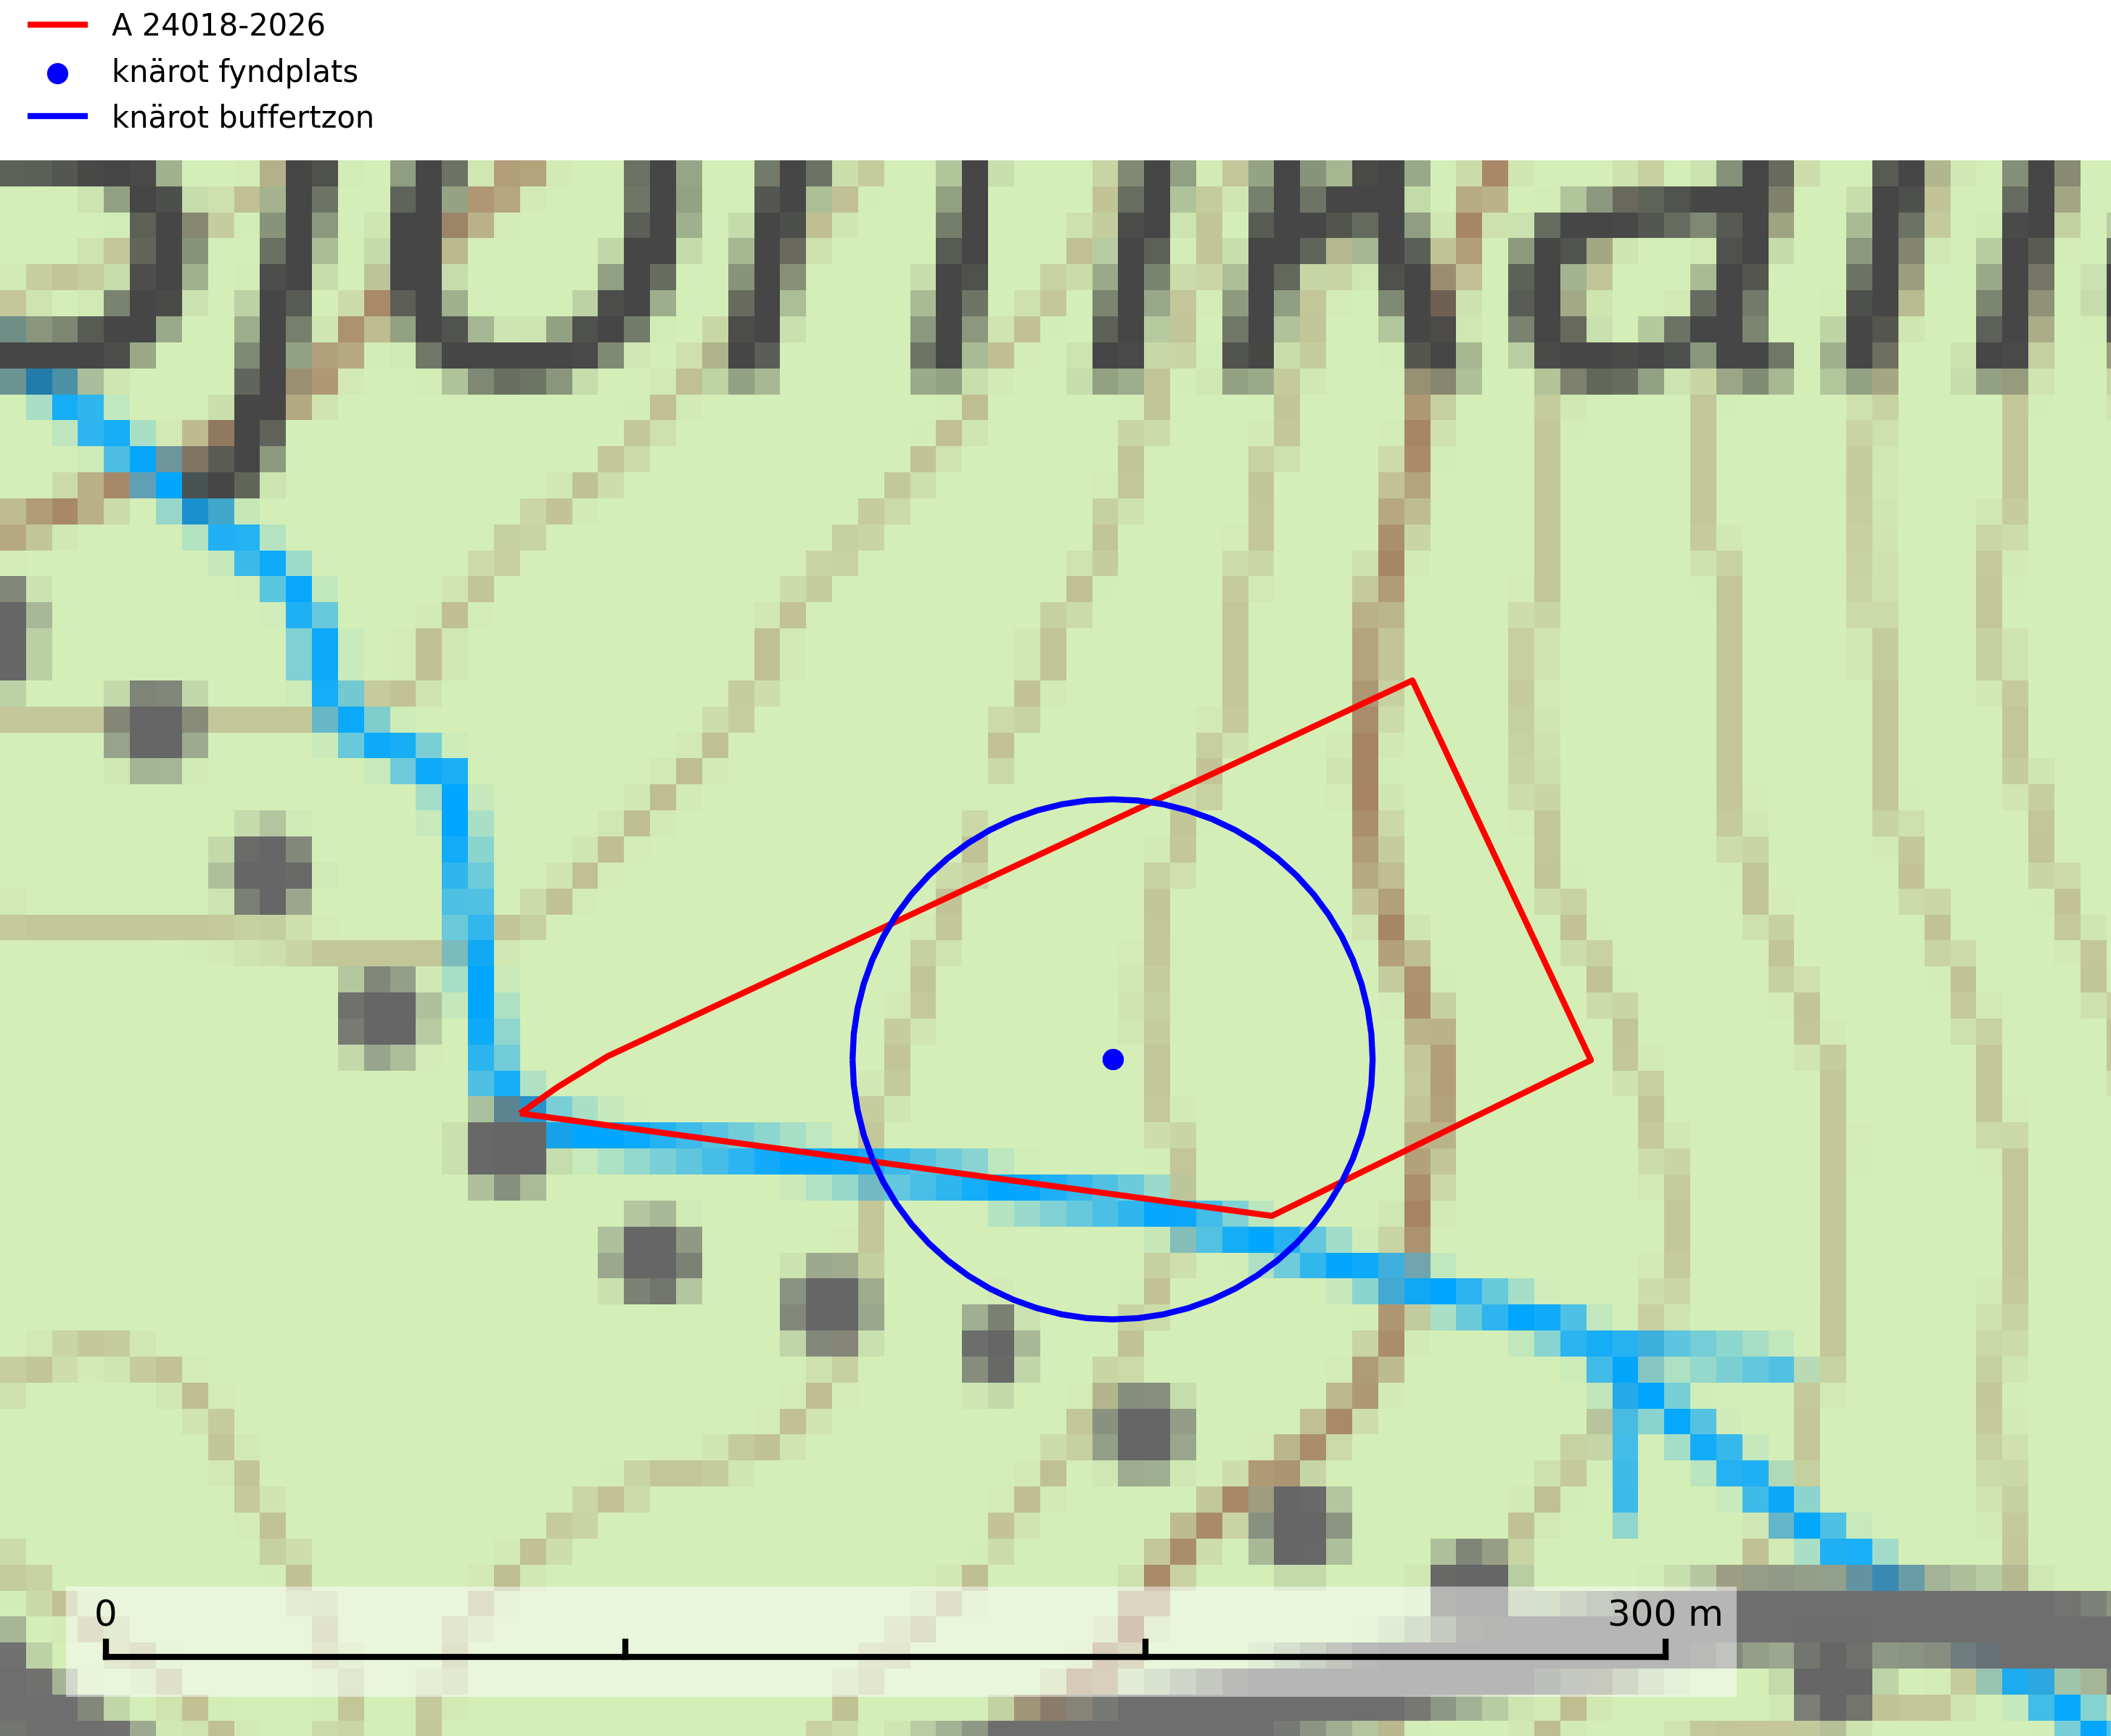 A 24018-2026
knärot fyndplats
knärot buffertzon
0
300 m